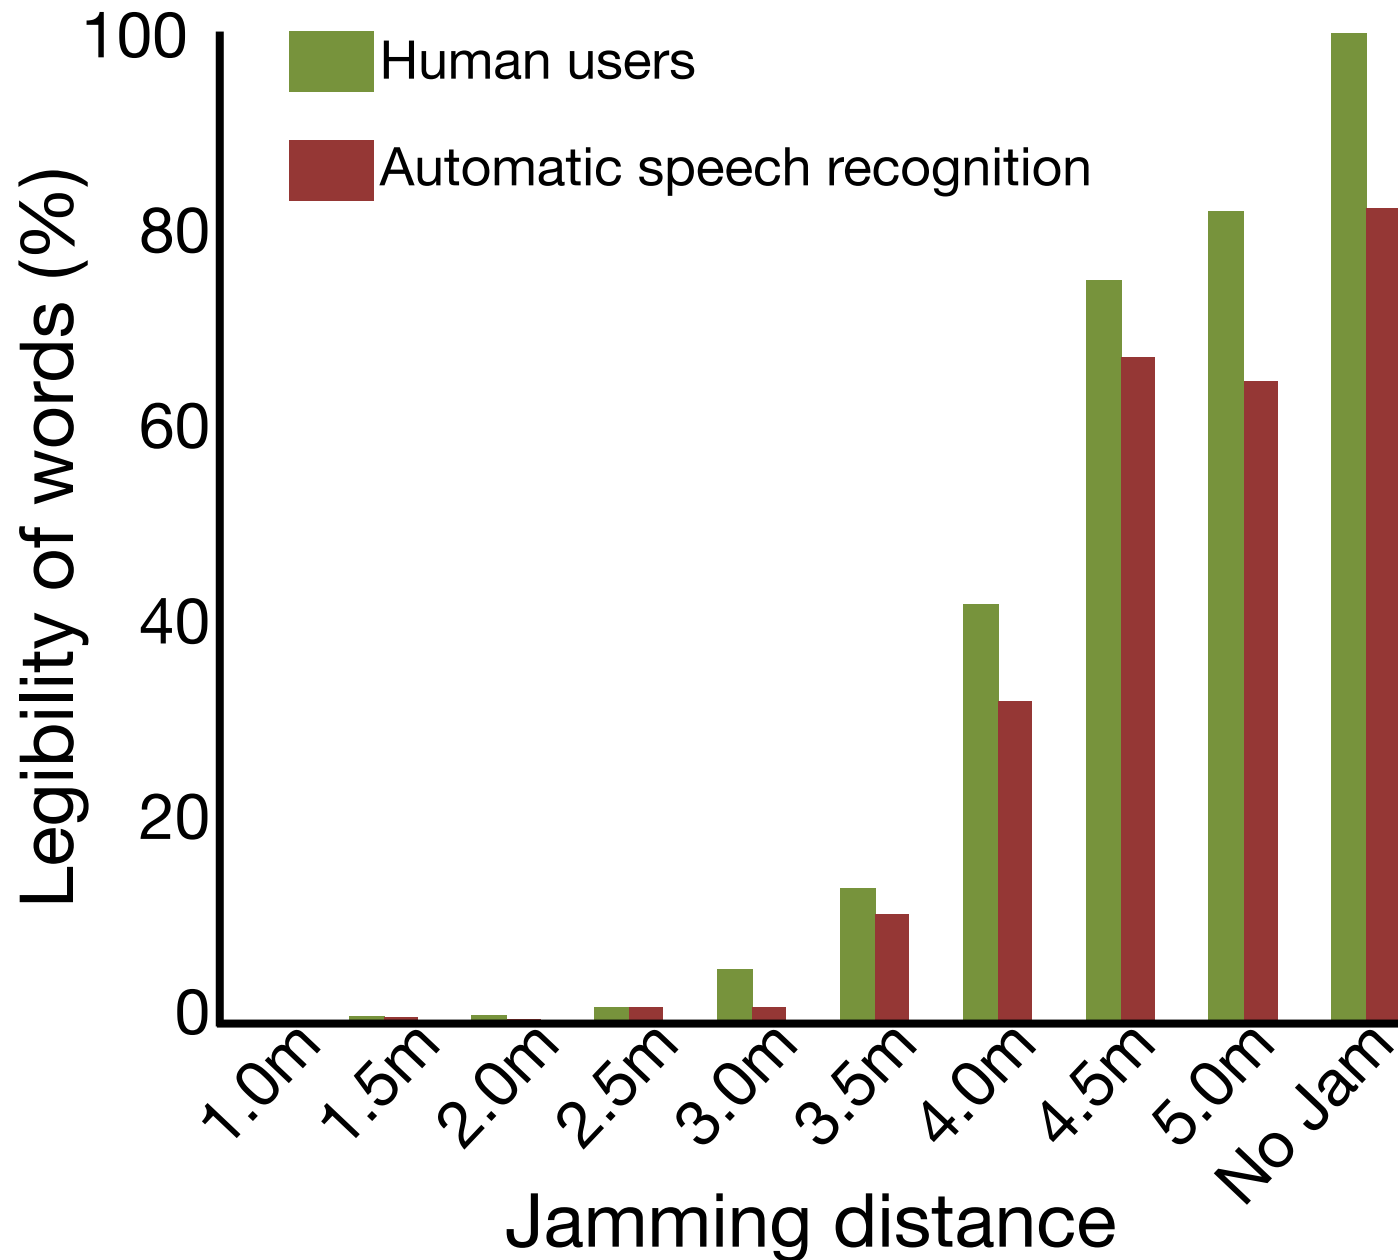 Human users
Automatic speech recognition
Legibility of words (%)
100
80
60
40
20
0
1.0m
1.5m
2.0m
2.5m
3.0m
3.5m
4.0m
4.5m
5.0m
No Jam
Jamming distance